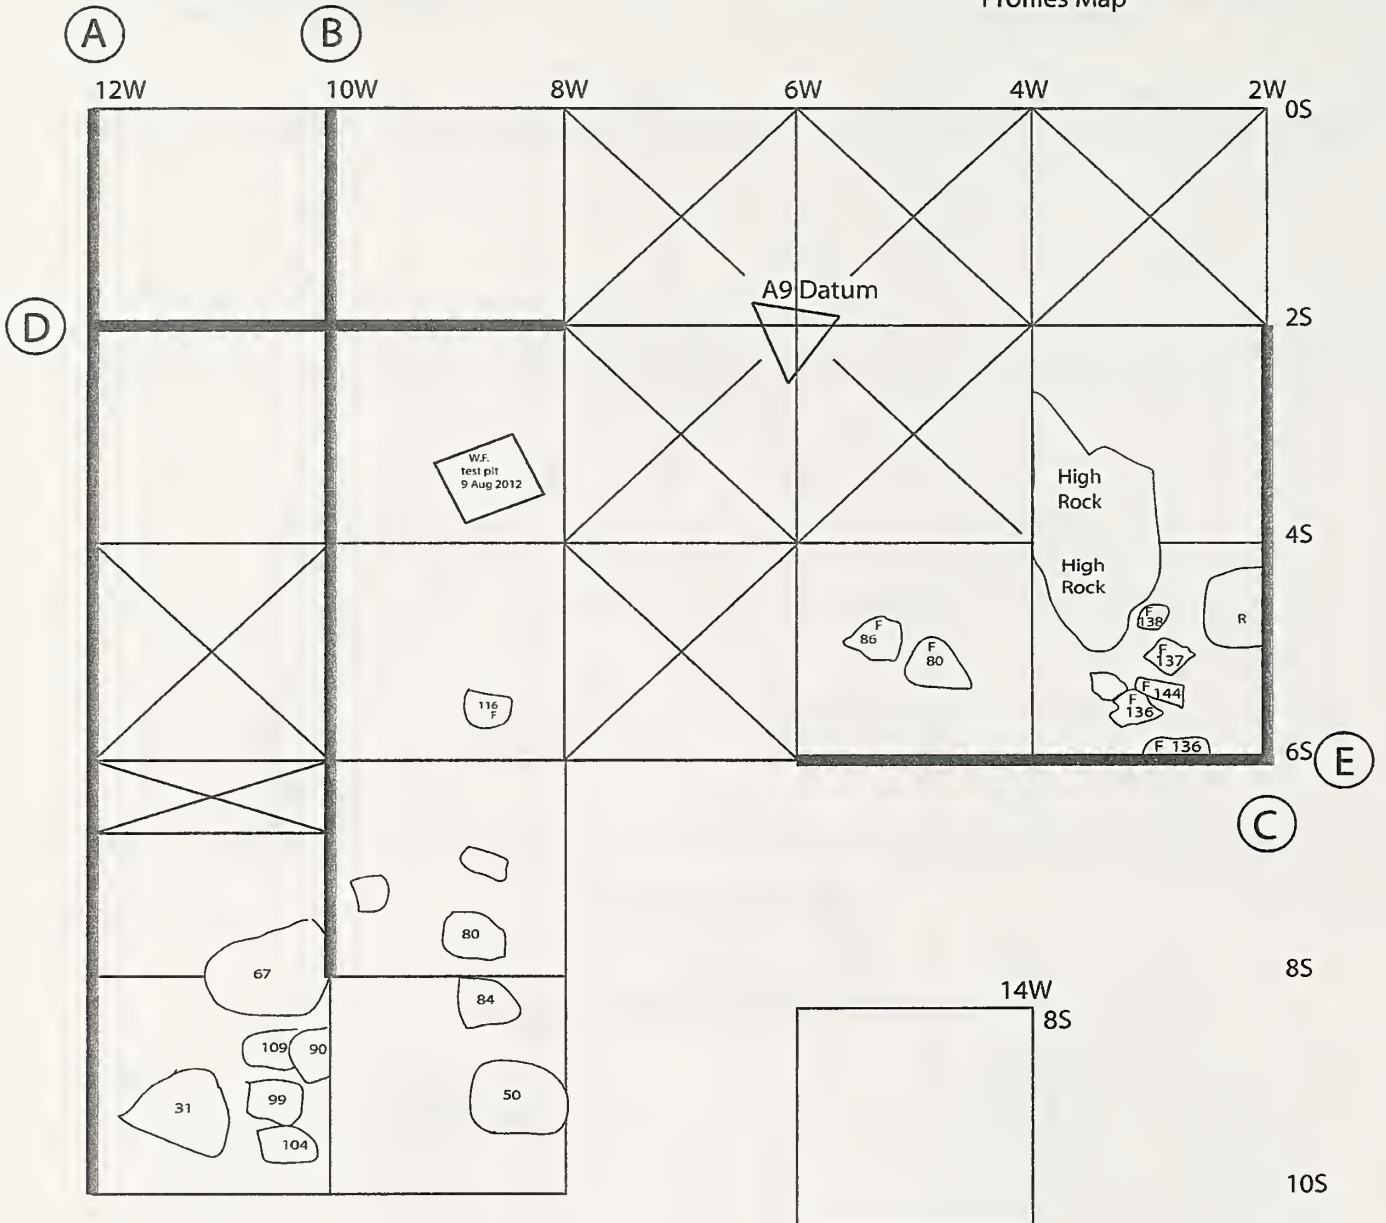 Profiles Map
A
B
12W
10W
8W
6W
4W
2W
0S
A9 Datum
D
2S
W.F.
test pit
9 Aug 2012
High
Rock
4S
High
Rock
F
138
R
F
86
F
80
F
137
116
F
F 144
F
136
F 136
6S
E
C
80
67
8S
84
14W
8S
109
90
50
99
31
104
10S